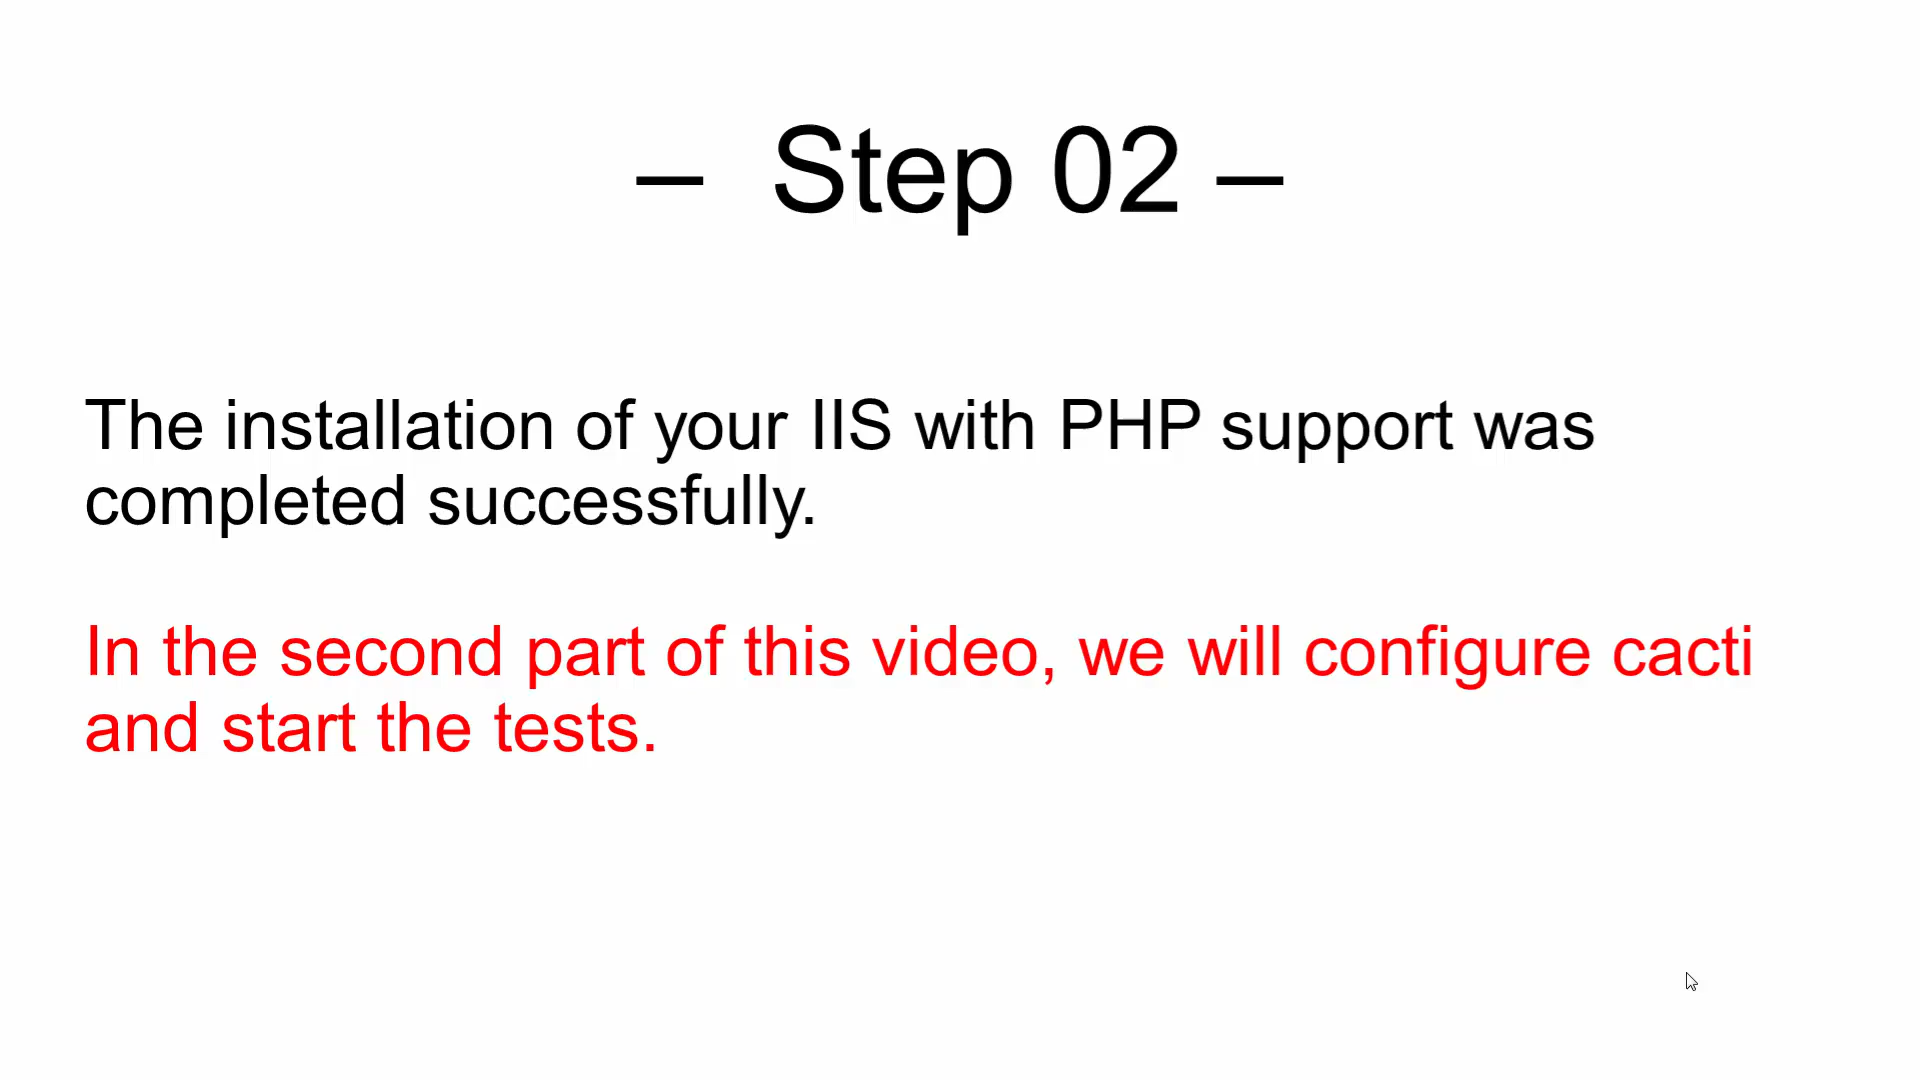 – Step 02 –
The installation of your IIS with PHP support was
completed successfully.
In the second part of this video, we will configure cacti
and start the tests.